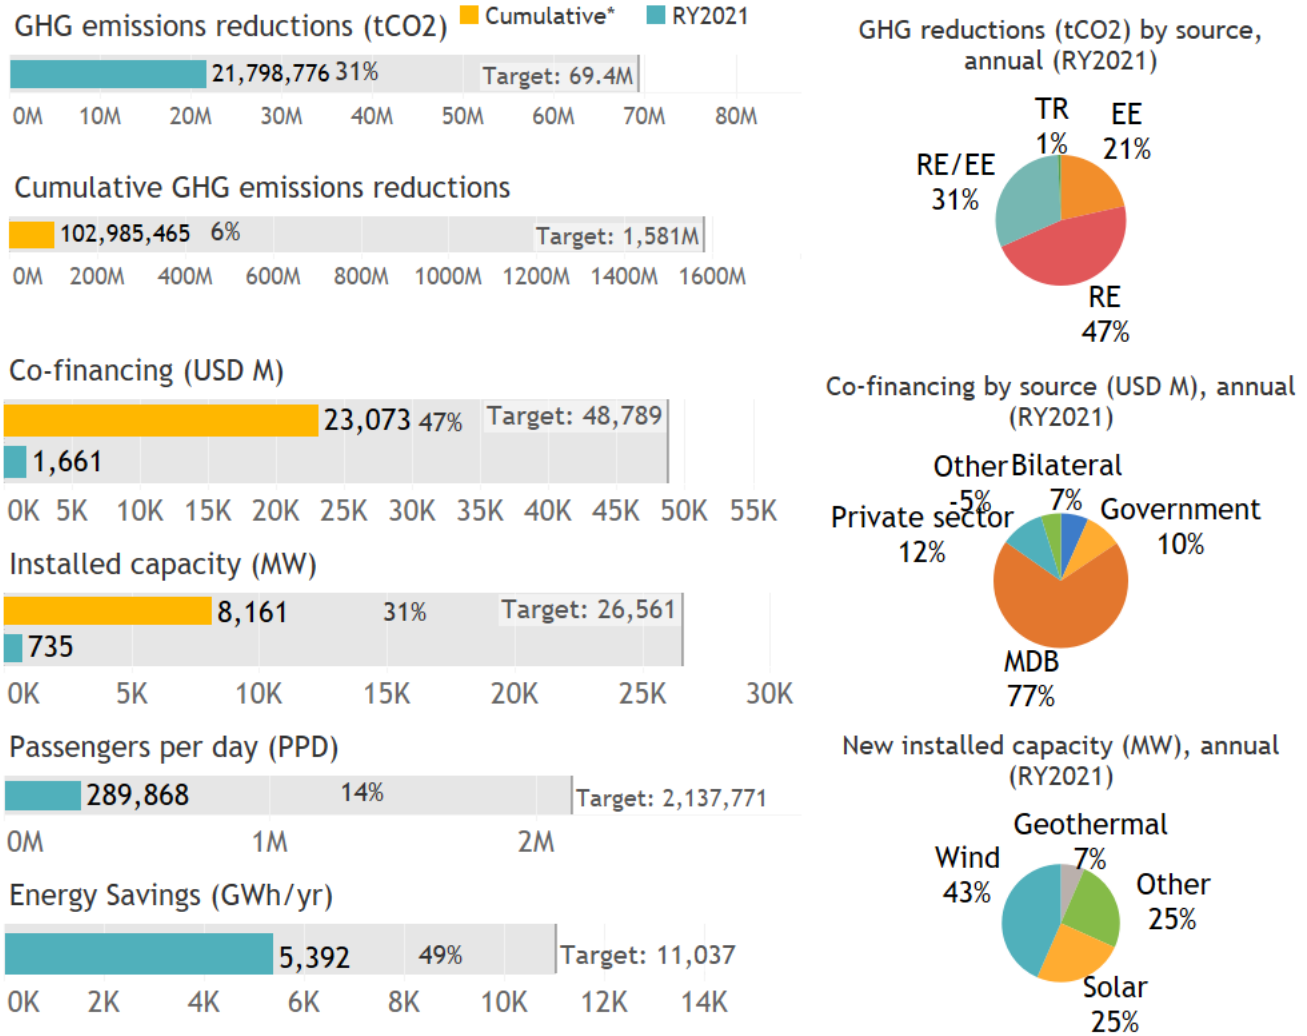 GHG emissions reductions (tCO2)
Cumulative*
RY2021
21,798,776 31%
Target: 69.4M
0M 10M 20M 30M 40M 50M 60M 70M 80M
Cumulative GHG emissions reductions
102,985,465 6%
Target: 1,581M
0M 200M 400M 600M 800M 1000M 1200M 1400M 1600M
Co-financing (USD M)
23,073 47%
Target: 48,789
1,661
0K 5K 10K 15K 20K 25K 30K 35K 40K 45K 50K 55K
Installed capacity (MW)
8,161 31%
Target: 26,561
735
0K 5K 10K 15K 20K 25K 30K
Passengers per day (PPD)
289,868 14%
Target: 2,137,771
0M 1M 2M
Energy Savings (GWh/yr)
5,392 49%
Target: 11,037
0K 2K 4K 6K 8K 10K 12K 14K
GHG reductions (tCO2) by source,
annual (RY2021)
TR
1%
EE
21%
RE/EE
31%
RE
47%
Co-financing by source (USD M), annual
(RY2021)
Other
-5%
Bilateral
7%
Private sector
12%
Government
10%
MDB
77%
New installed capacity (MW), annual
(RY2021)
Geothermal
7%
Wind
43%
Other
25%
Solar
25%